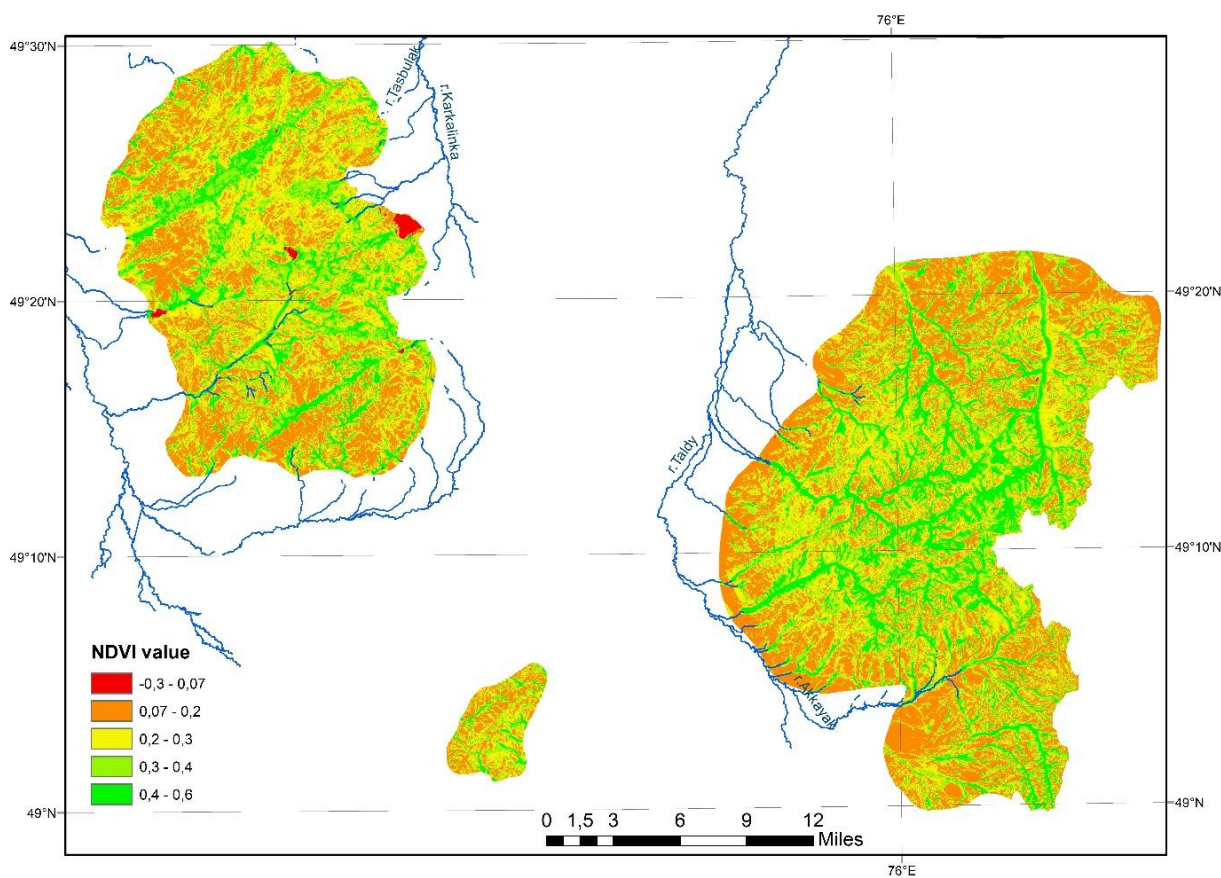 76°E
49°30'N
r.Tasbulak
r.Karkalinka
49°20'N
49°20'N
r.Taldy
49°10'N
49°10'N
NDVI value
-0,3 - 0,07
0,07 - 0,2
0,2 - 0,3
0,3 - 0,4
0,4 - 0,6
r.Akkayak
49°N
49°N
0 1,5 3 6 9 12
Miles
76°E